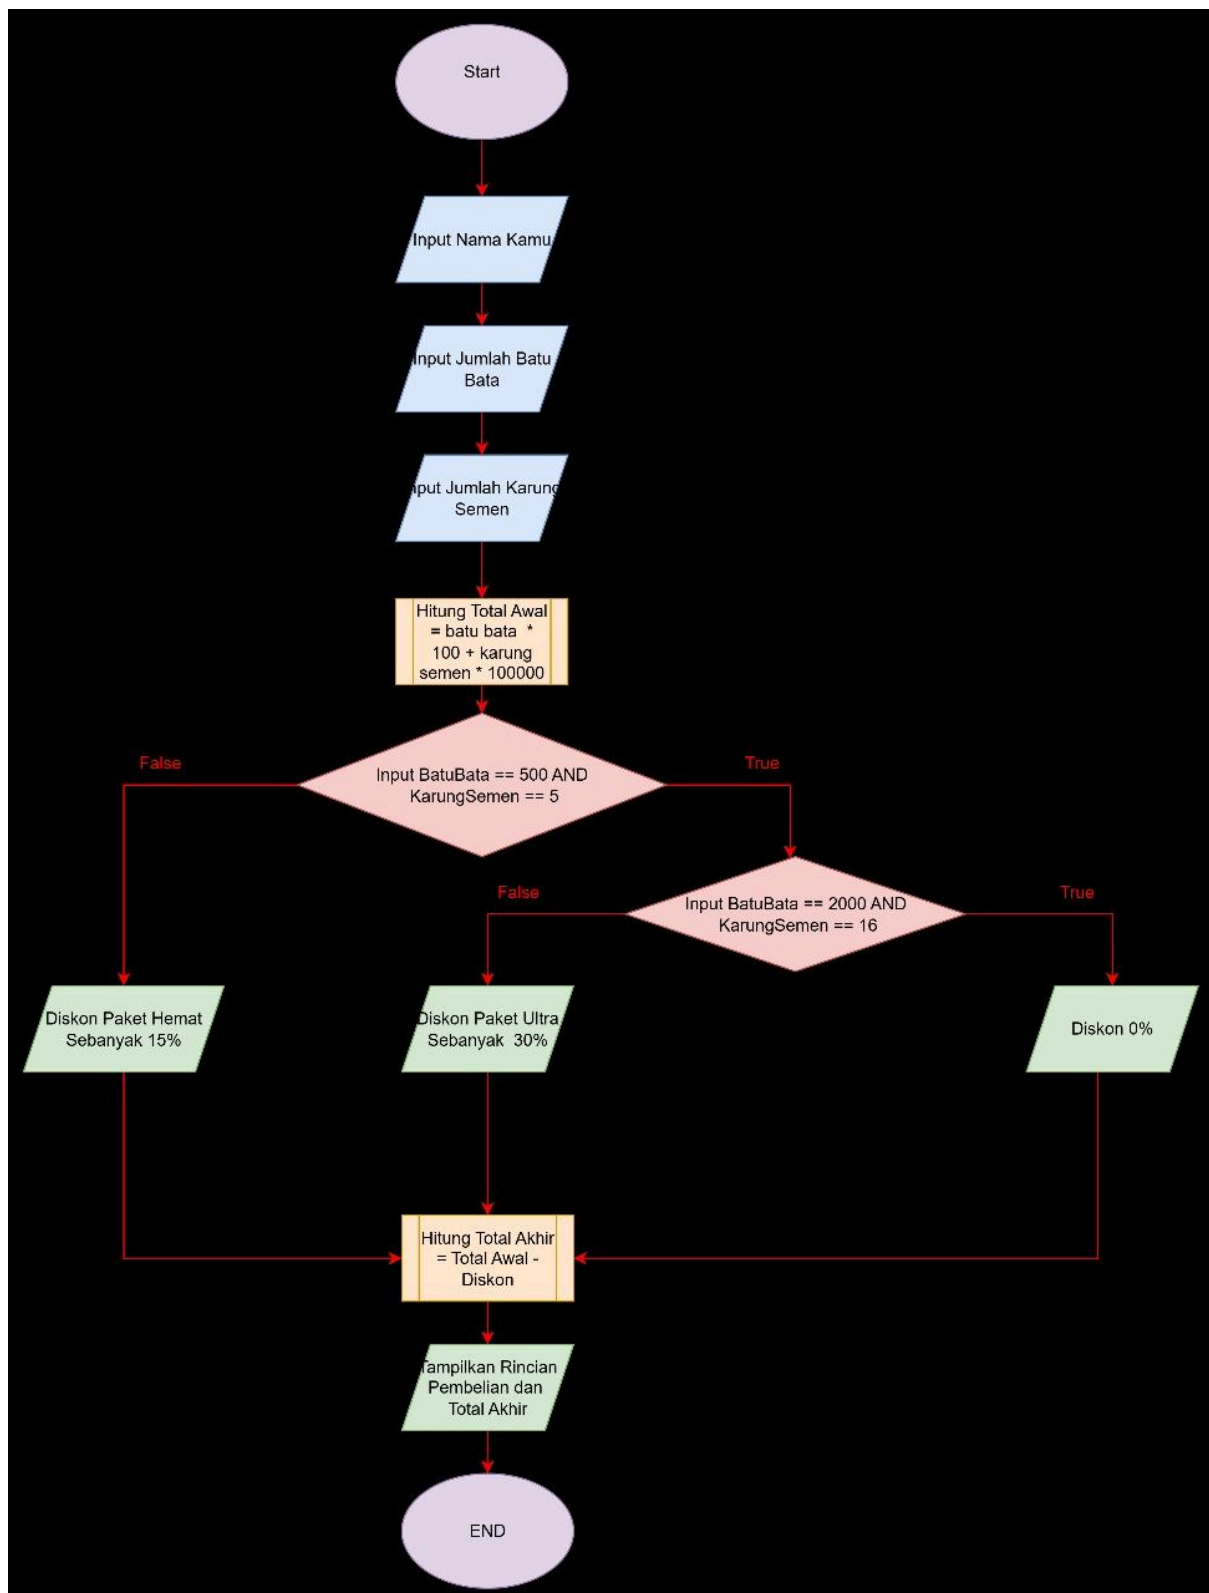 Start
Input Nama Kamu
Input Jumlah Batu
Bata
Input Jumlah Karung
Semen
Hitung Total Awal
= batu bata *
100 + karung
semen * 100000
False
True
Input BatuBata == 500 AND
KarungSemen == 5
False
True
Input BatuBata == 2000 AND
KarungSemen == 16
Diskon Paket Hemat
Sebanyak 15%
Diskon Paket Ultra
Sebanyak 30%
Diskon 0%
Hitung Total Akhir
= Total Awal -
Diskon
Tampilkan Rincian
Pembelian dan
Total Akhir
END